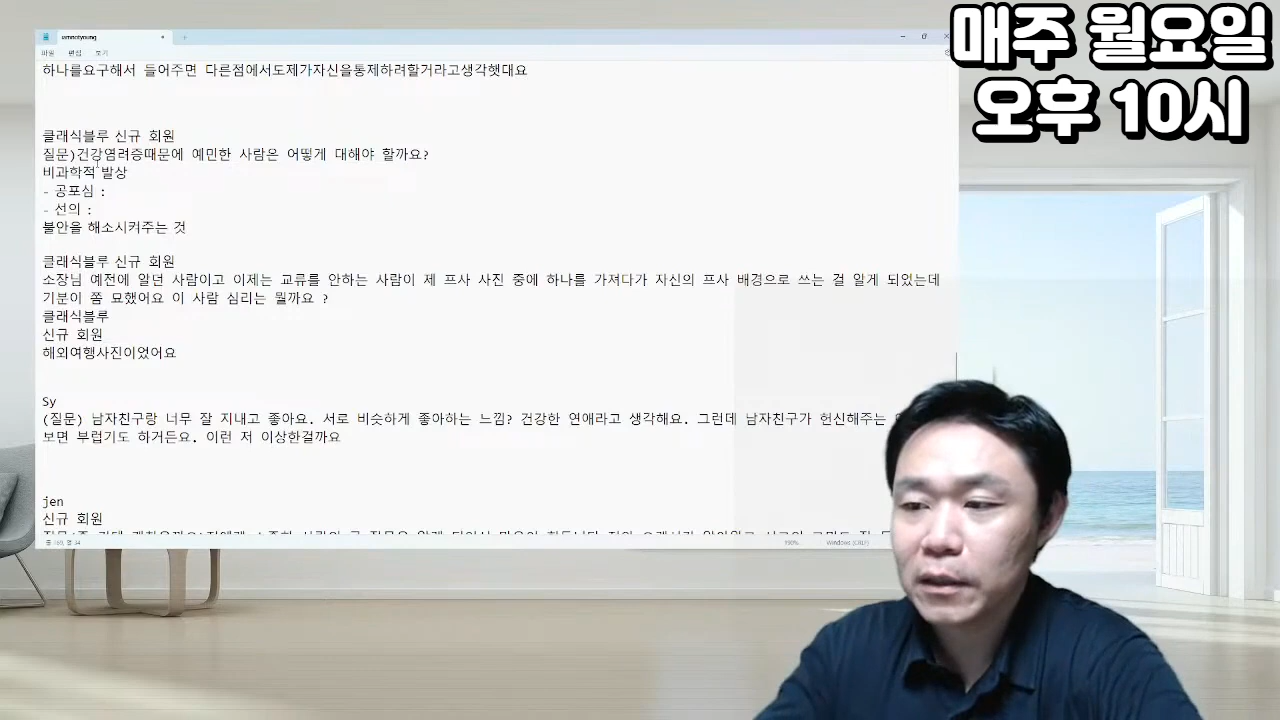 매주 월요일
오후 10시
iamnotyoung
파일 편집 보기
하나를요구해서 들어주면 다른점에서도제가자신을통제하려할거라고생각했대요
클래식블루 신규 회원
질문)건강염려증때문에 예민한 사람은 어떻게 대해야 할까요?
비과학적 발상
- 공포심 :
- 선의 :
불안을 해소시켜주는 것
클래식블루 신규 회원
소장님 예전에 알던 사람이고 이제는 교류를 안하는 사람이 제 프사 사진 중에 하나를 가져다가 자신의 프사 배경으로 쓰는 걸 알게 되었는데
기분이 쫌 묘했어요 이 사람 심리는 뭘까요 ?
클래식블루
신규 회원
해외여행사진이었어요
Sy
(질문) 남자친구랑 너무 잘 지내고 좋아요. 서로 비슷하게 좋아하는 느낌? 건강한 연애라고 생각해요. 그런데 남자친구가 헌신해주는
보면 부럽기도 하거든요. 이런 저 이상한걸까요
jen
신규 회원
Windows (CRLF)